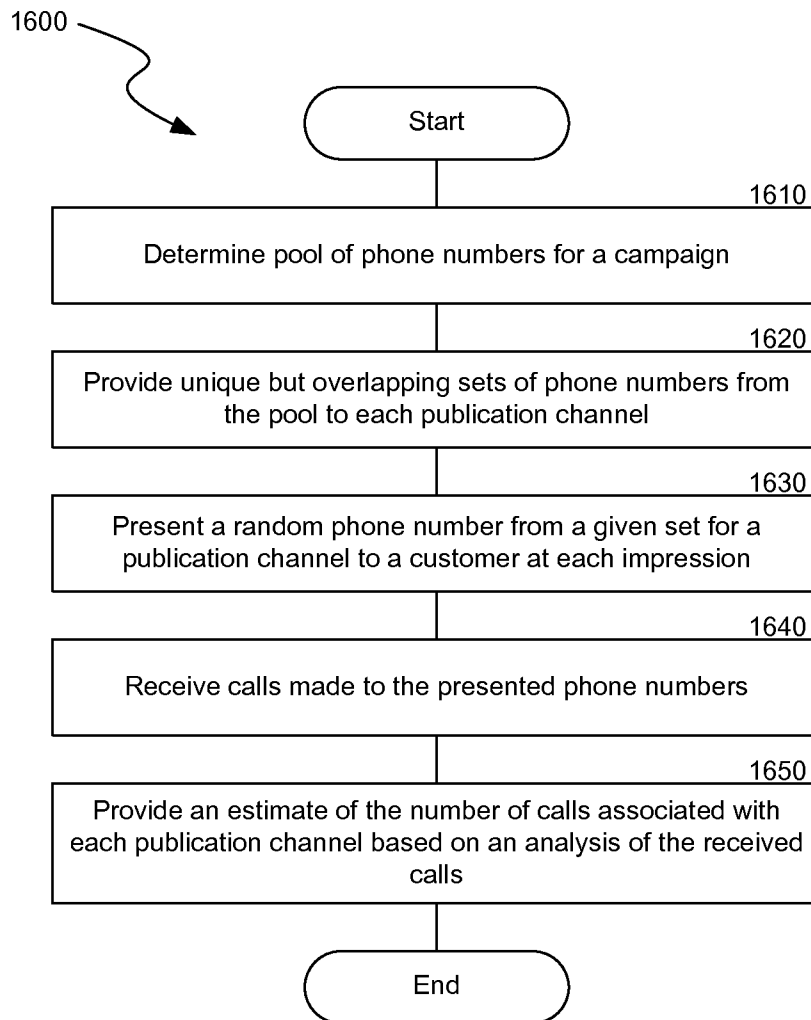 1600
Start
1610
Determine pool of phone numbers for a campaign
1620
Provide unique but overlapping sets of phone numbers from
the pool to each publication channel
1630
Present a random phone number from a given set for a
publication channel to a customer at each impression
1640
Receive calls made to the presented phone numbers
1650
Provide an estimate of the number of calls associated with
each publication channel based on an analysis of the received
calls
End